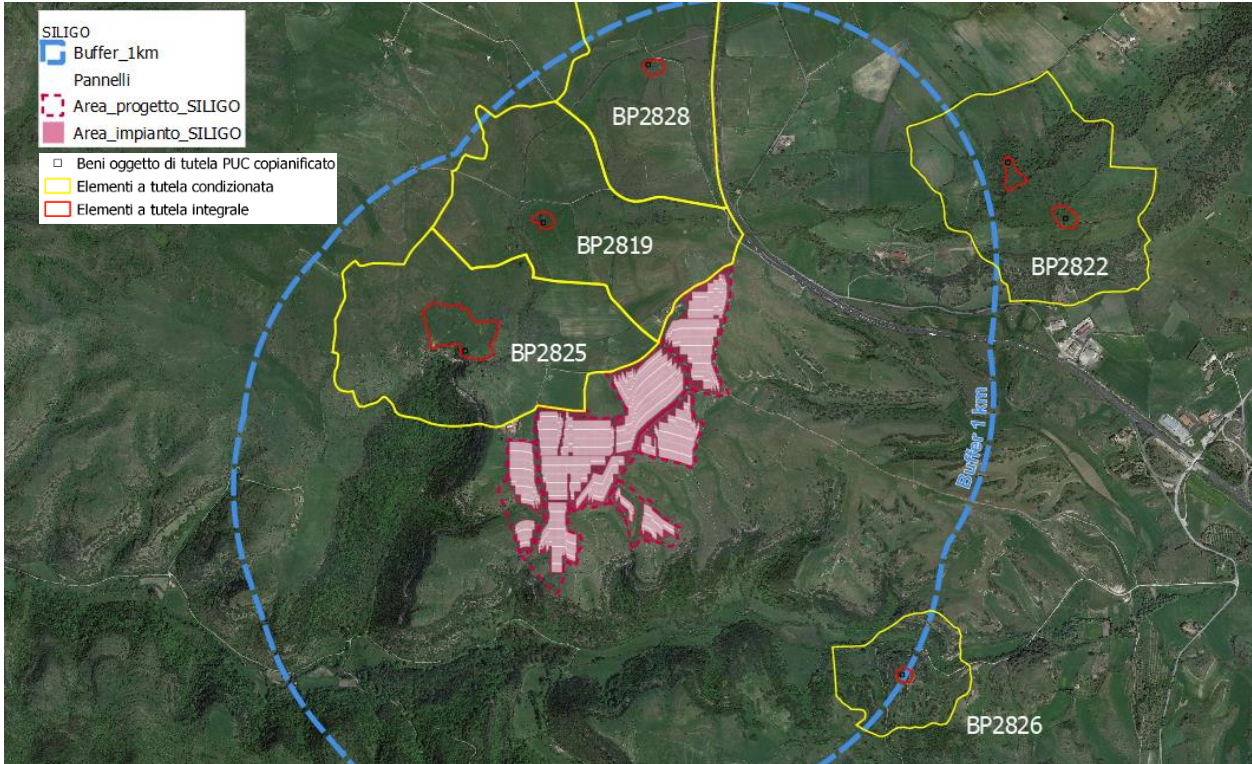 SILIGO
Buffer_1km
Pannelli
Area_progetto_SILIGO
Area_impianto_SILIGO
Beni oggetto di tutela PUC copianificato
Elementi a tutela condizionata
Elementi a tutela integrale
BP2828
BP2819
BP2822
BP2825
Buffer 1 km
BP2826